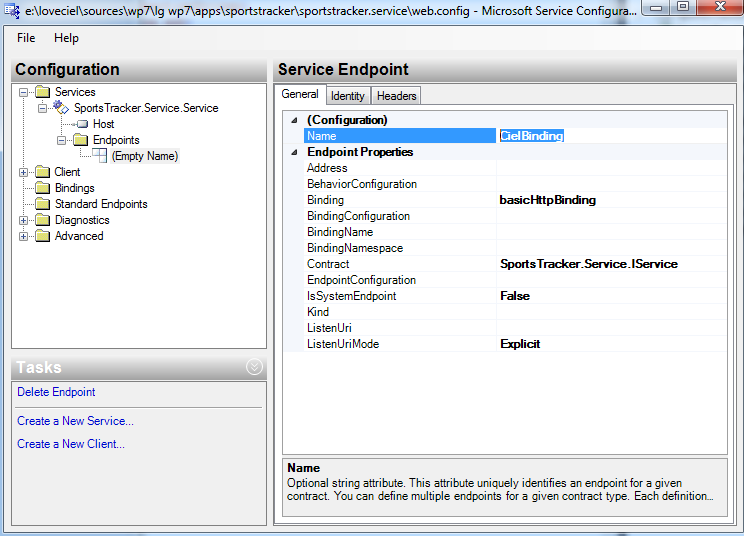 e:\loveciel\sources\wp7\lg wp7\apps\sportstracker\sportstracker.service\web.config - Microsoft Service Configura...
File Help
Configuration
Services
SportsTracker.Service.Service
Host
Endpoints
(Empty Name)
Client
Bindings
Standard Endpoints
Diagnostics
Advanced
Tasks
Delete Endpoint
Create a New Service...
Create a New Client...
Service Endpoint
General Identity Headers
(Configuration)
Name CielBinding
Endpoint Properties
Address
BehaviorConfiguration
Binding basicHttpBinding
BindingConfiguration
BindingName
BindingNamespace
Contract SportsTracker.Service.IService
EndpointConfiguration
IsSystemEndpoint False
Kind
ListenUri
ListenUriMode Explicit
Name
Optional string attribute. This attribute uniquely identifies an endpoint for a given
contract. You can define multiple endpoints for a given contract type. Each definition...